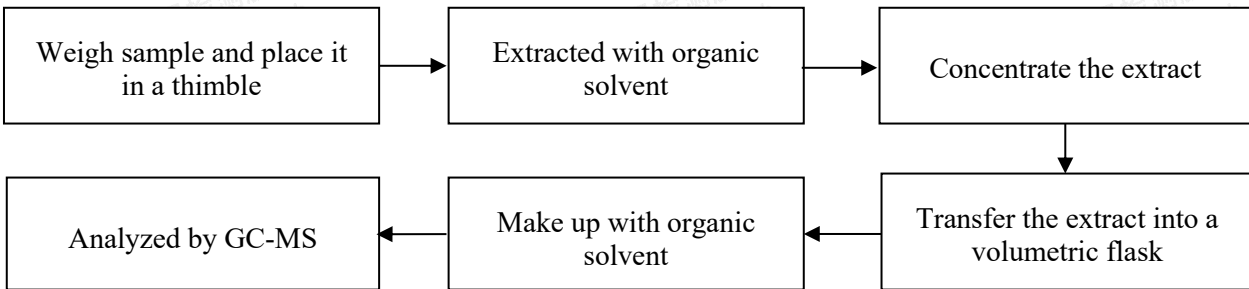 Weigh sample and place it
in a thimble
Extracted with organic
solvent
Concentrate the extract
Transfer the extract into a
volumetric flask
Make up with organic
solvent
Analyzed by GC-MS